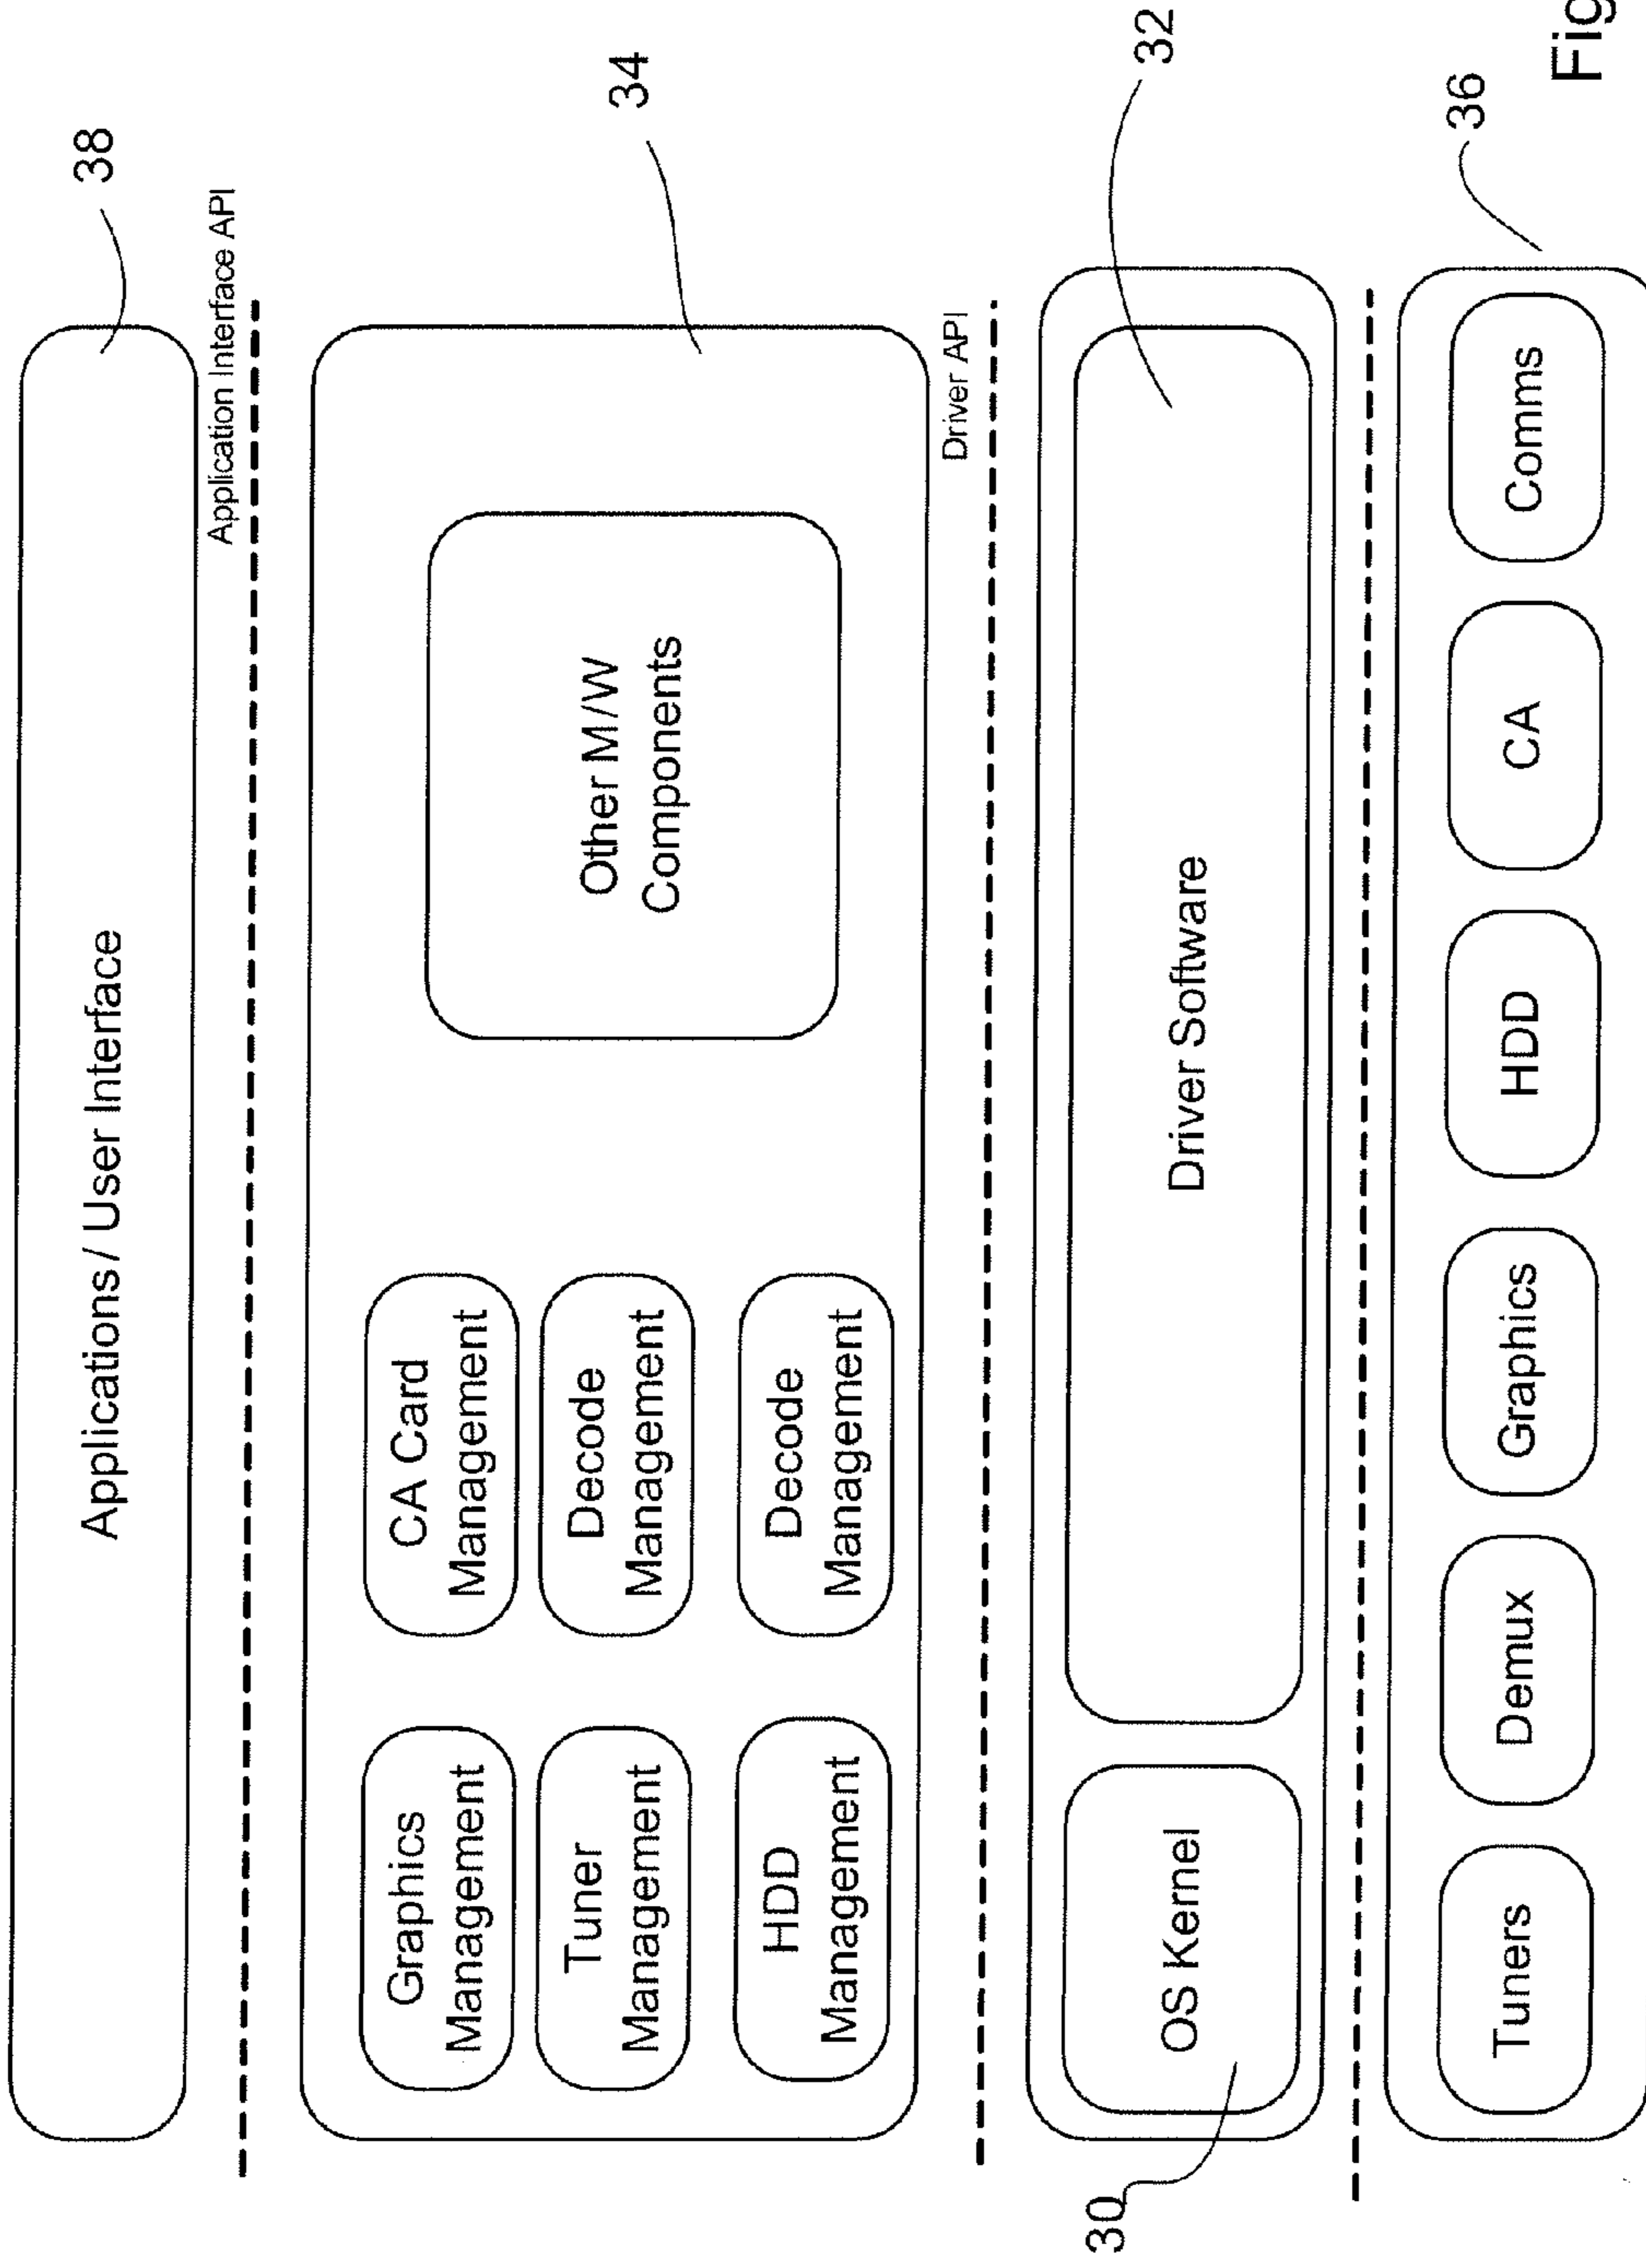 38
Applications / User Interface
Application Interface API
34
Graphics
Management
CA Card
Management
Tuner
Management
Decode
Management
HDD
Management
Decode
Management
Other M/W
Components
Driver API
32
OS Kernel
Driver Software
30
36
Tuners
Demux
Graphics
HDD
CA
Comms
Fig